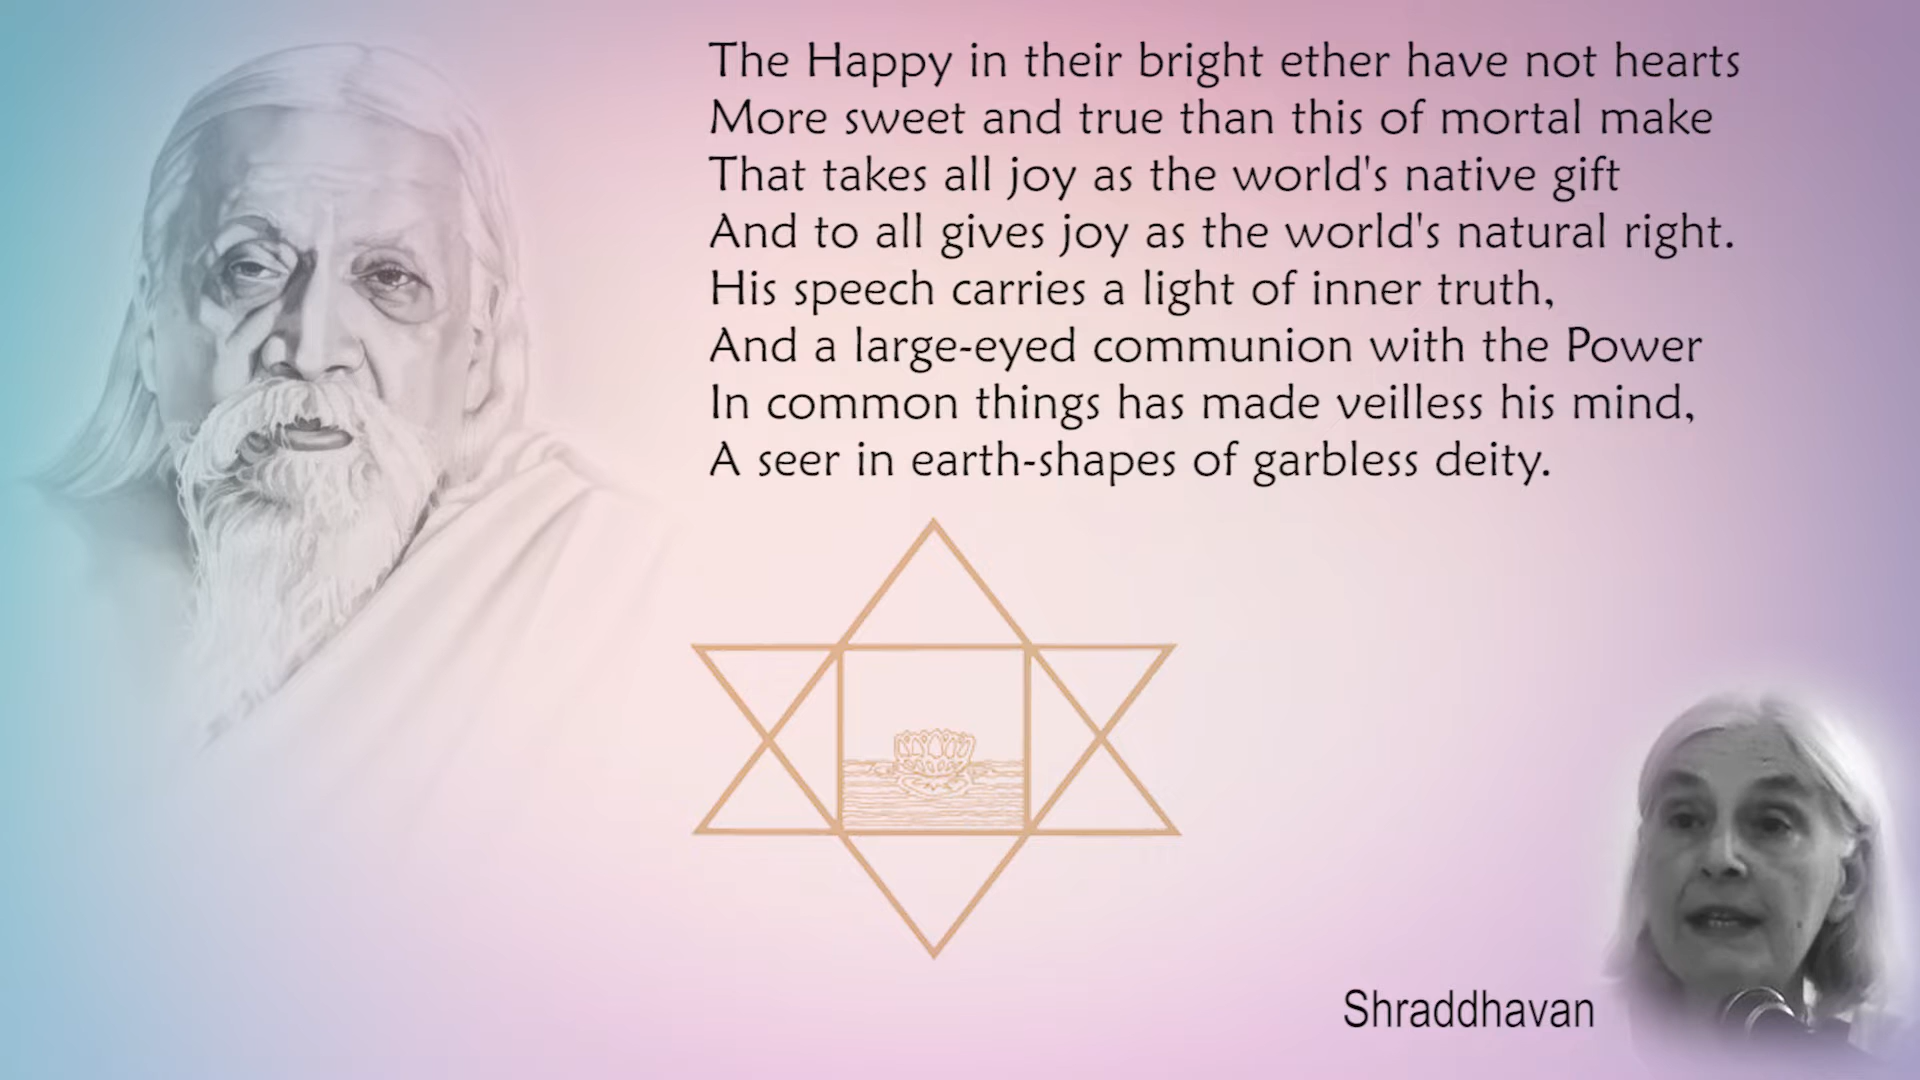 The Happy in their bright ether have not hearts
More sweet and true than this of mortal make
That takes all joy as the world's native gift
And to all gives joy as the world's natural right.
His speech carries a light of inner truth,
And a large-eyed communion with the Power
In common things has made veilless his mind,
A seer in earth-shapes of garbless deity.
Shraddhavan